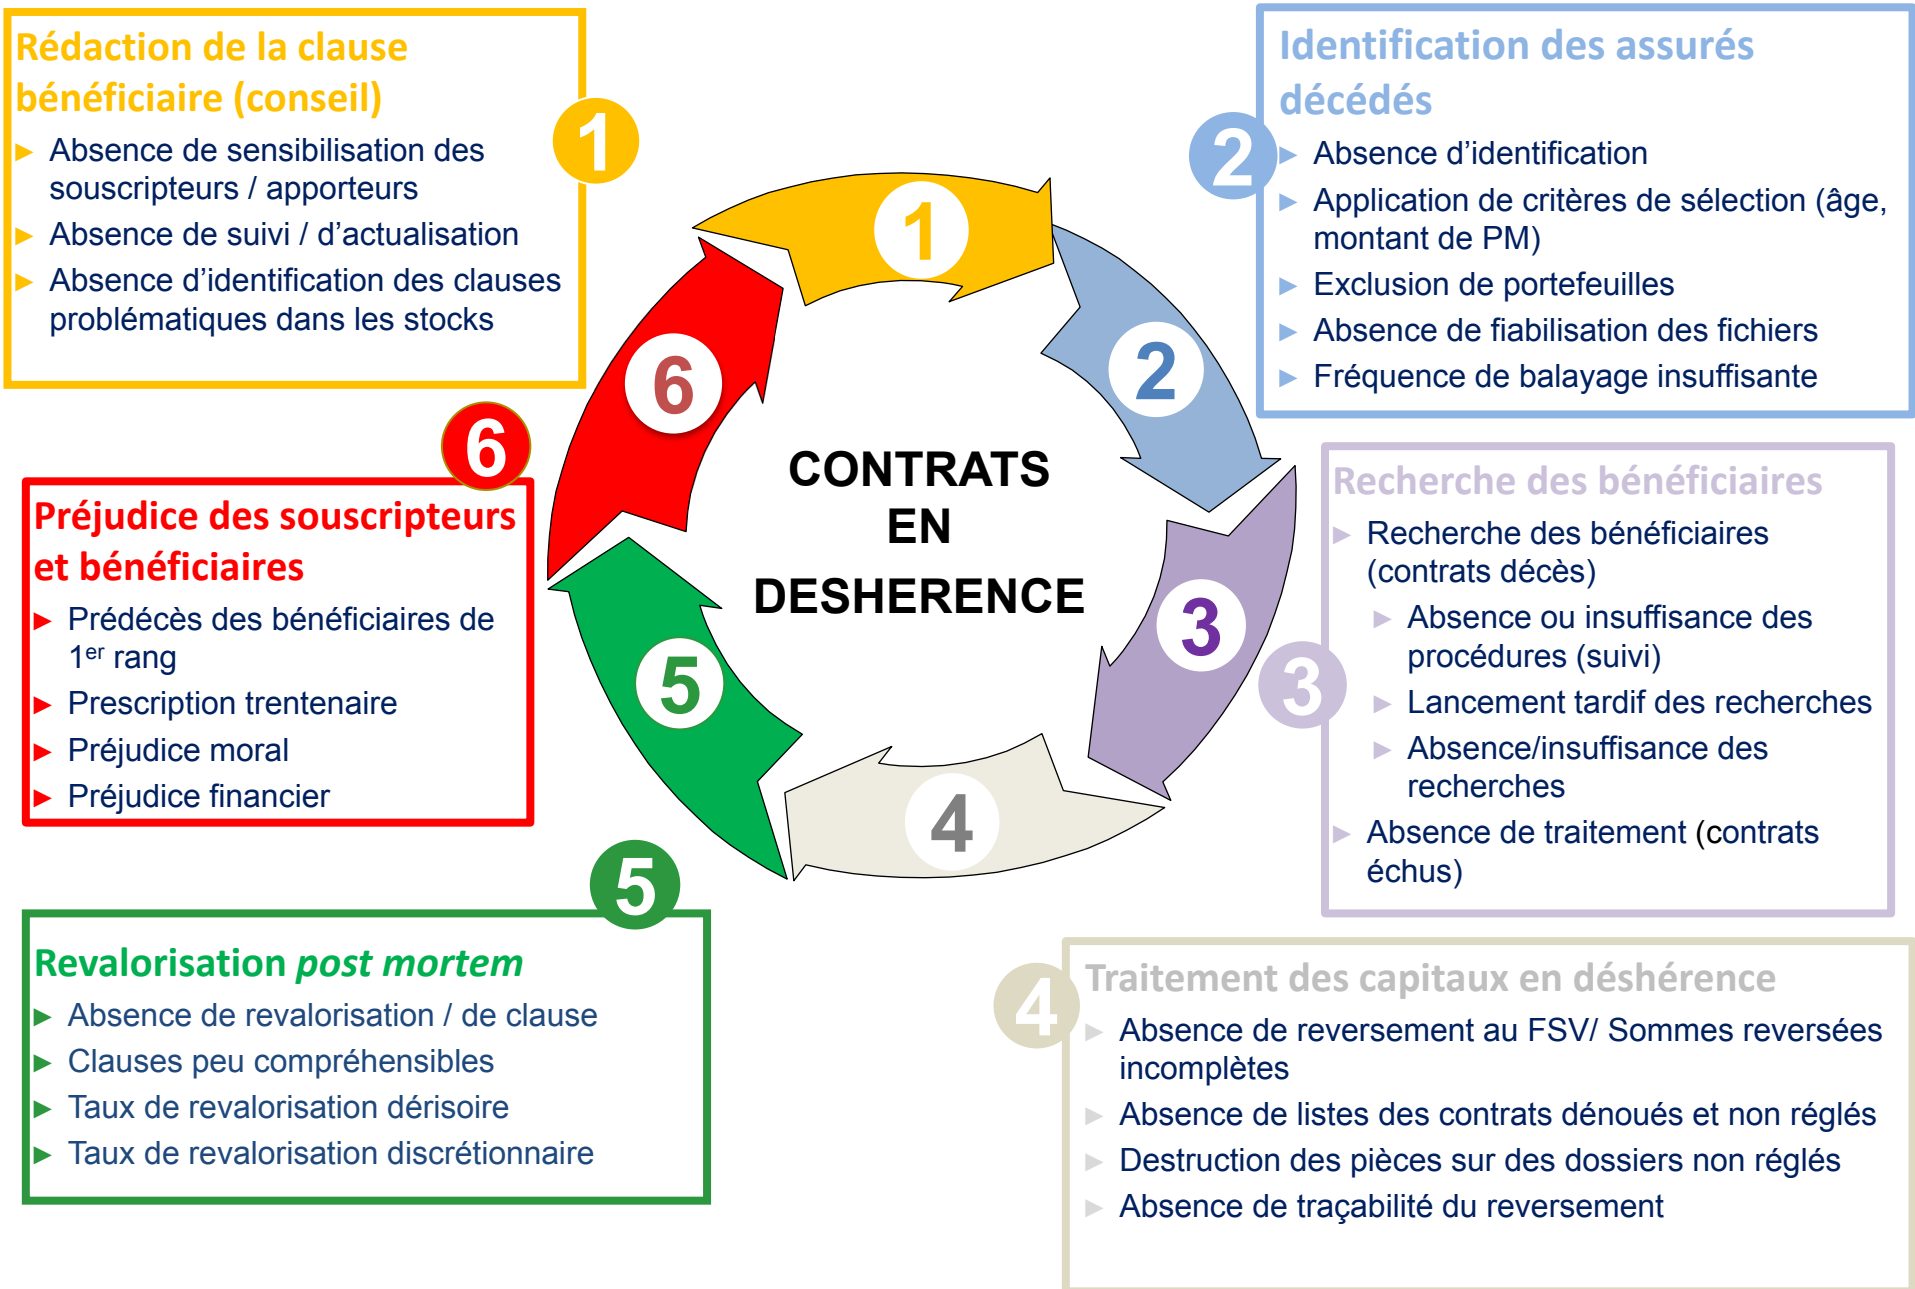 Rédaction de la clause
bénéficiaire (conseil)
► Absence de sensibilisation des
souscripteurs / apporteurs
► Absence de suivi / d’actualisation
► Absence d’identification des clauses
problématiques dans les stocks
1
2
Identification des assurés
décédés
► Absence d’identification
► Application de critères de sélection (âge,
montant de PM)
► Exclusion de portefeuilles
► Absence de fiabilisation des fichiers
► Fréquence de balayage insuffisante
1
2
3
4
5
6
CONTRATS
EN
DESHERENCE
3
Recherche des bénéficiaires
► Recherche des bénéficiaires
(contrats décès)
► Absence ou insuffisance des
procédures (suivi)
► Lancement tardif des recherches
► Absence/insuffisance des
recherches
► Absence de traitement (contrats
échus)
4
Traitement des capitaux en déshérence
► Absence de reversement au FSV/ Sommes reversées
incomplètes
► Absence de listes des contrats dénoués et non réglés
► Destruction des pièces sur des dossiers non réglés
► Absence de traçabilité du reversement
5
Revalorisation post mortem
► Absence de revalorisation / de clause
► Clauses peu compréhensibles
► Taux de revalorisation dérisoire
► Taux de revalorisation discrétionnaire
6
Préjudice des souscripteurs
et bénéficiaires
► Prédécès des bénéficiaires de
1er rang
► Prescription trentenaire
► Préjudice moral
► Préjudice financier